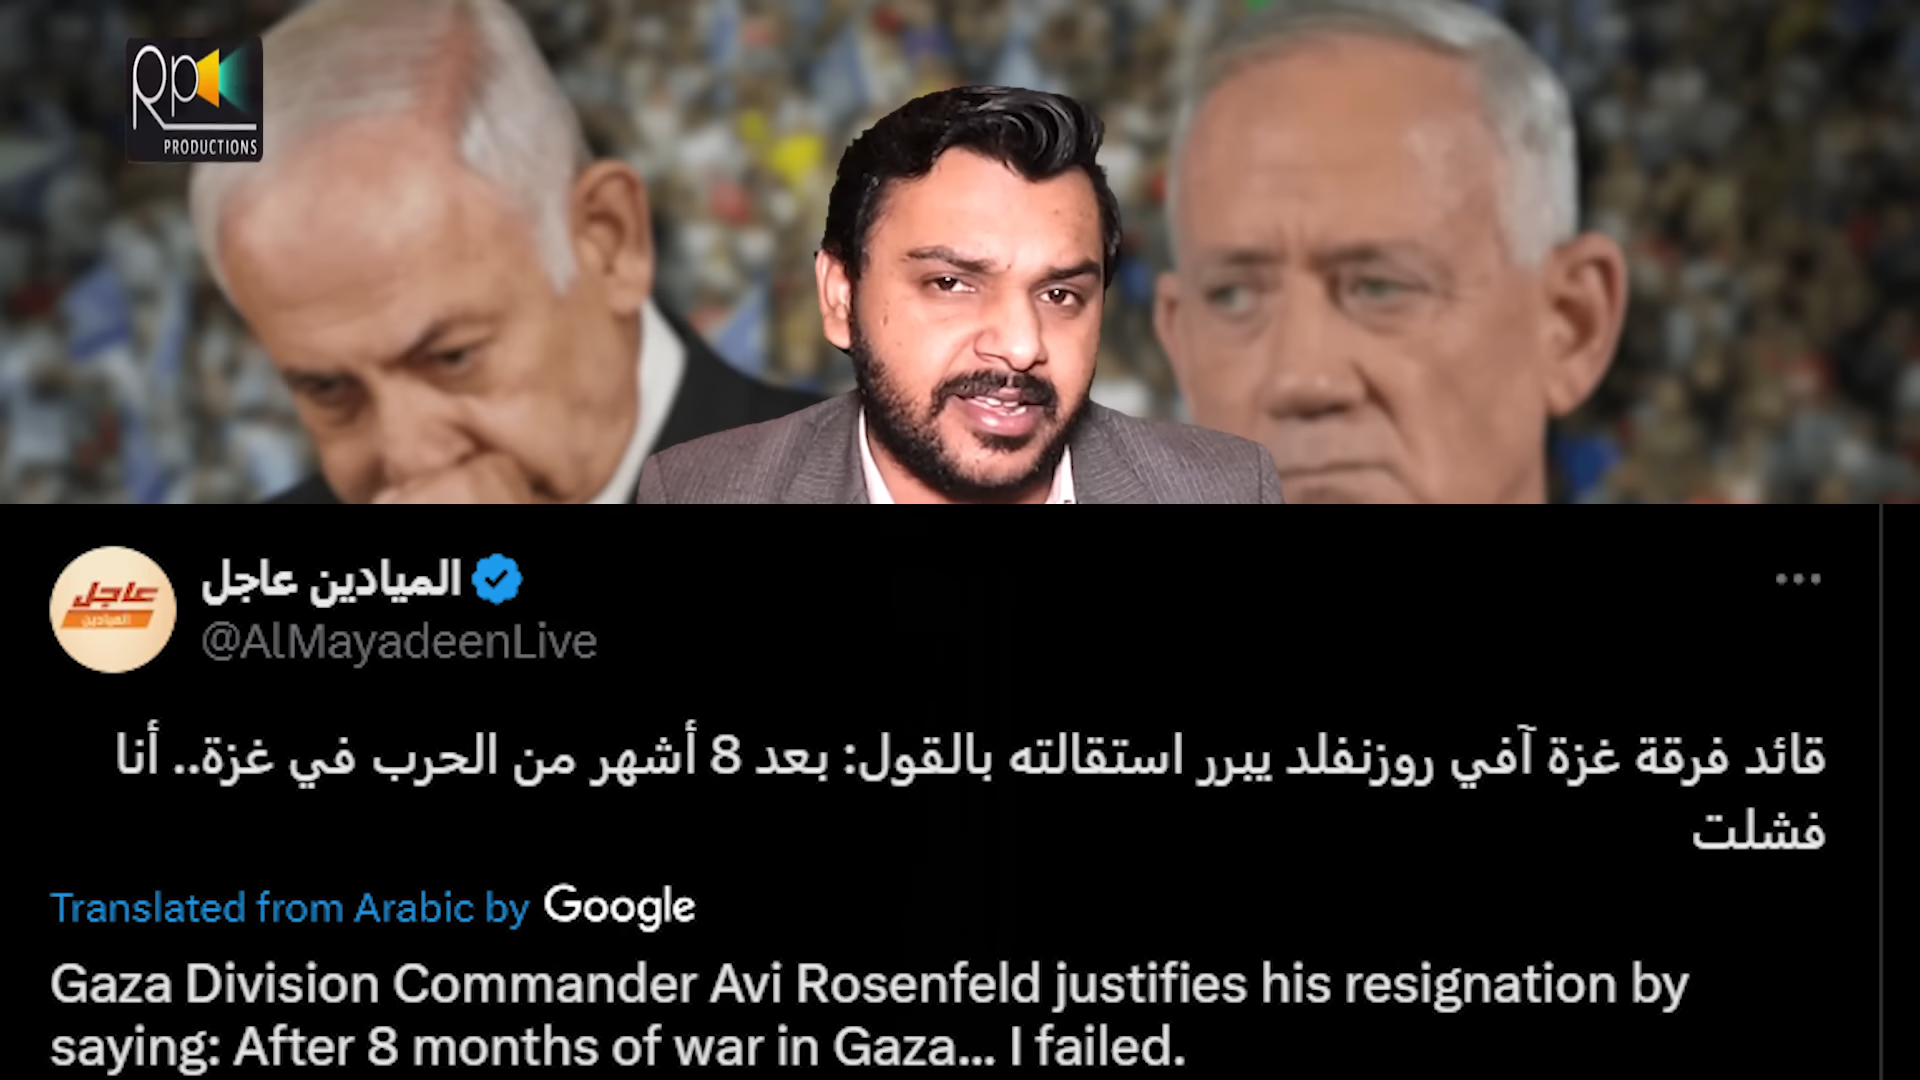 Rp
PRODUCTIONS
الميادين عاجل
@AlMayadeenLive
عاجل
الميادين
قائد فرقة غزة آفي روزنفلد يبرر استقالته بالقول: بعد 8 أشهر من الحرب في غزة.. أنا
فشلت
Translated from Arabic by Google
Gaza Division Commander Avi Rosenfeld justifies his resignation by
saying: After 8 months of war in Gaza... I failed.